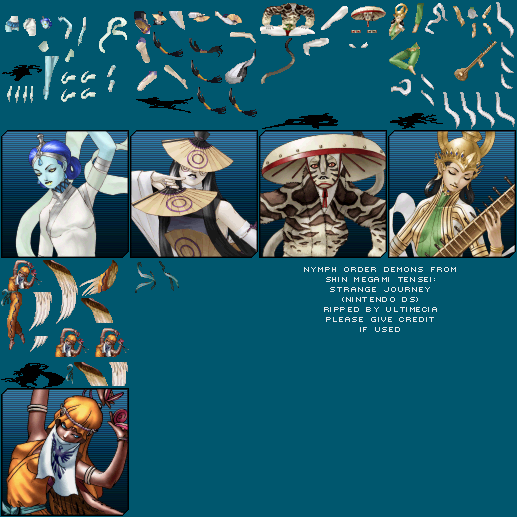 NYMPH ORDER DEMONS FROM
SHIN MEGAMI TENSEI:
STRANGE JOURNEY
(NINTENDO DS)
RIPPED BY ULTIMECIA
PLEASE GIVE CREDIT
IF USED